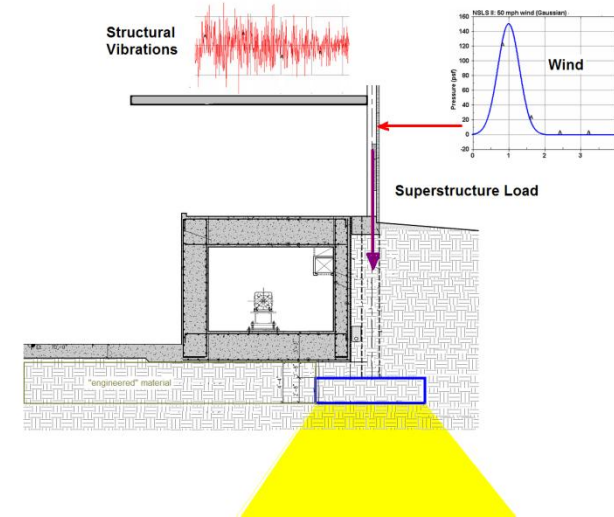 Structural
Vibrations
NSLS II: 60 mph wind (Gaussian)
Wind
Pressure (psf)
160
140
120
100
80
60
40
20
0
-20
0
1
2
3
Superstructure Load
"engineered" material